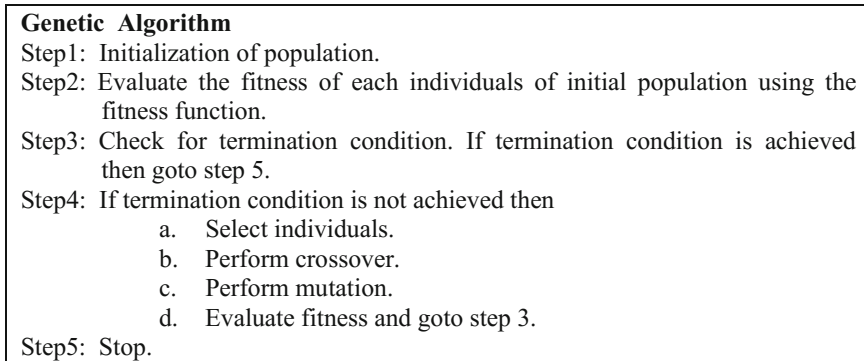 Genetic Algorithm
Step1: Initialization of population.
Step2: Evaluate the fitness of each individuals of initial population using the
fitness function.
Step3: Check for termination condition. If termination condition is achieved
then goto step 5.
Step4: If termination condition is not achieved then
a. Select individuals.
b. Perform crossover.
c. Perform mutation.
d. Evaluate fitness and goto step 3.
Step5: Stop.